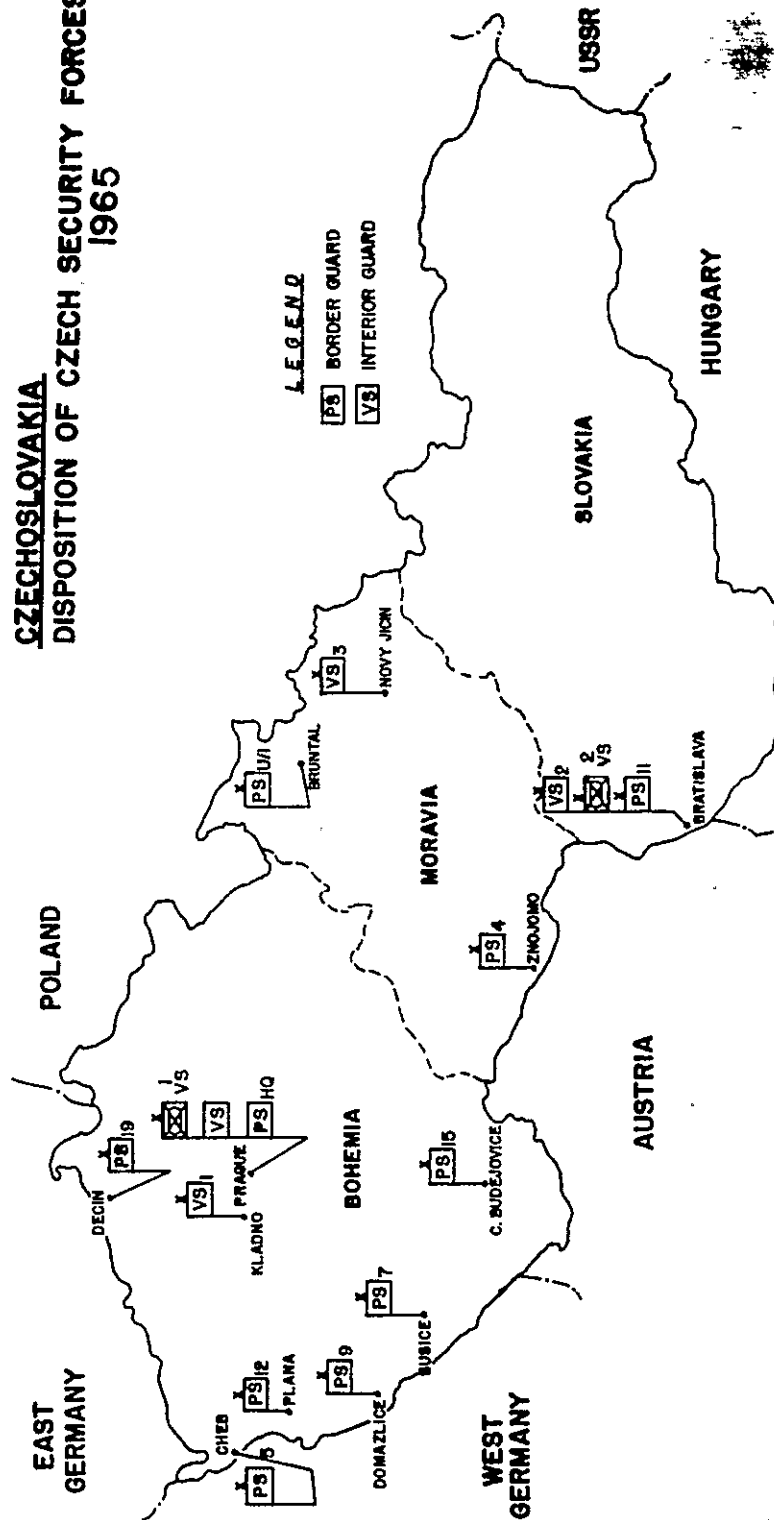 CZECHOSLOVAKIA
DISPOSITION OF CZECH SECURITY FORCES
1965
LEGEND
PS BORDER GUARD
VS INTERIOR GUARD
EAST
GERMANY
POLAND
USSR
WEST
GERMANY
AUSTRIA
HUNGARY
BOHEMIA
MORAVIA
SLOVAKIA
PS 5
CHEB
PS 12
PLANA
PS 9
DOMAZLICE
PS 7
SUSICE
PS 19
DECIN
VS 1
KLADNO
1
VS
VS
PS HQ
PRAGUE
PS 15
C. BUDEJOVICE
PS 4
ZNOJOMO
PS U/I
BRUNTAL
VS 3
NOVY JICIN
VS 2
2
VS
PS 11
BRATISLAVA